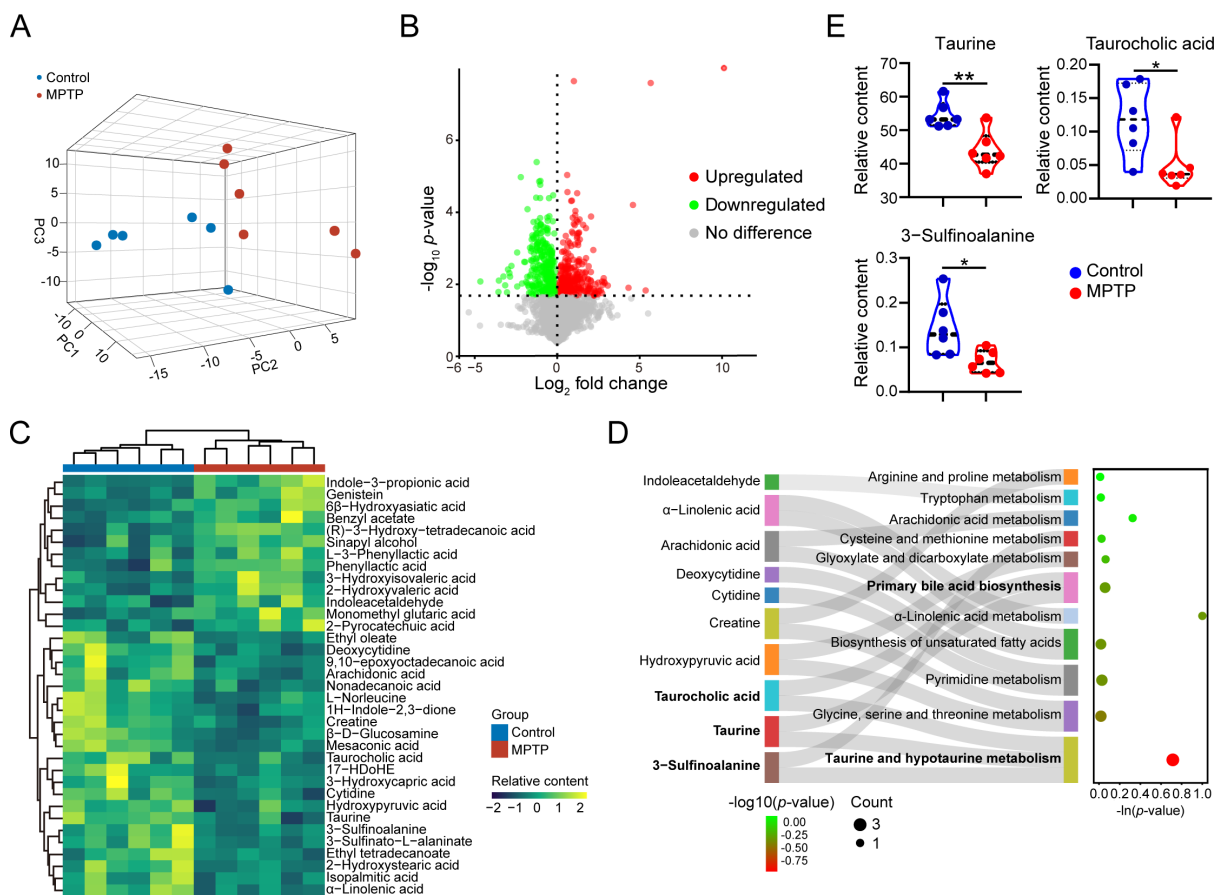 A
Control
MPTP
10
5
0
-5
-10
PC3
-10
0
10
PC1
-15
-10
-5
0
5
PC2
B
8
6
4
2
0
-log10 p-value
-6
-5
0
5
10
Log2 fold change
Upregulated
Downregulated
No difference
E
Taurine
Relative content
70
60
50
40
30
**
Taurocholic acid
Relative content
0.20
0.15
0.10
0.05
0.00
*
3−Sulfinoalanine
Relative content
0.3
0.2
0.1
0.0
*
Control
MPTP
C
Indole−3−propionic acid
Genistein
6β−Hydroxyasiatic acid
Benzyl acetate
(R)−3−Hydroxy−tetradecanoic acid
Sinapyl alcohol
L−3−Phenyllactic acid
Phenyllactic acid
3−Hydroxyisovaleric acid
2−Hydroxyvaleric acid
Indoleacetaldehyde
Monomethyl glutaric acid
2−Pyrocatechuic acid
Ethyl oleate
Deoxycytidine
9,10−epoxyoctadecanoic acid
Arachidonic acid
Nonadecanoic acid
L−Norleucine
1H−Indole−2,3−dione
Creatine
β−D−Glucosamine
Mesaconic acid
Taurocholic acid
17−HDoHE
3−Hydroxycapric acid
Cytidine
Hydroxypyruvic acid
Taurine
3−Sulfinoalanine
3−Sulfinato−L−alaninate
Ethyl tetradecanoate
2−Hydroxystearic acid
Isopalmitic acid
α−Linolenic acid
Group
Control
MPTP
Relative content
−2 −1 0 1 2
D
Indoleacetaldehyde
α−Linolenic acid
Arachidonic acid
Deoxycytidine
Cytidine
Creatine
Hydroxypyruvic acid
Taurocholic acid
Taurine
3−Sulfinoalanine
Arginine and proline metabolism
Tryptophan metabolism
Arachidonic acid metabolism
Cysteine and methionine metabolism
Glyoxylate and dicarboxylate metabolism
Primary bile acid biosynthesis
α−Linolenic acid metabolism
Biosynthesis of unsaturated fatty acids
Pyrimidine metabolism
Glycine, serine and threonine metabolism
Taurine and hypotaurine metabolism
0.0 0.2 0.4 0.6 0.8 1.0
-ln(p-value)
-log10(p-value)
0.00
-0.25
-0.50
-0.75
Count
3
1